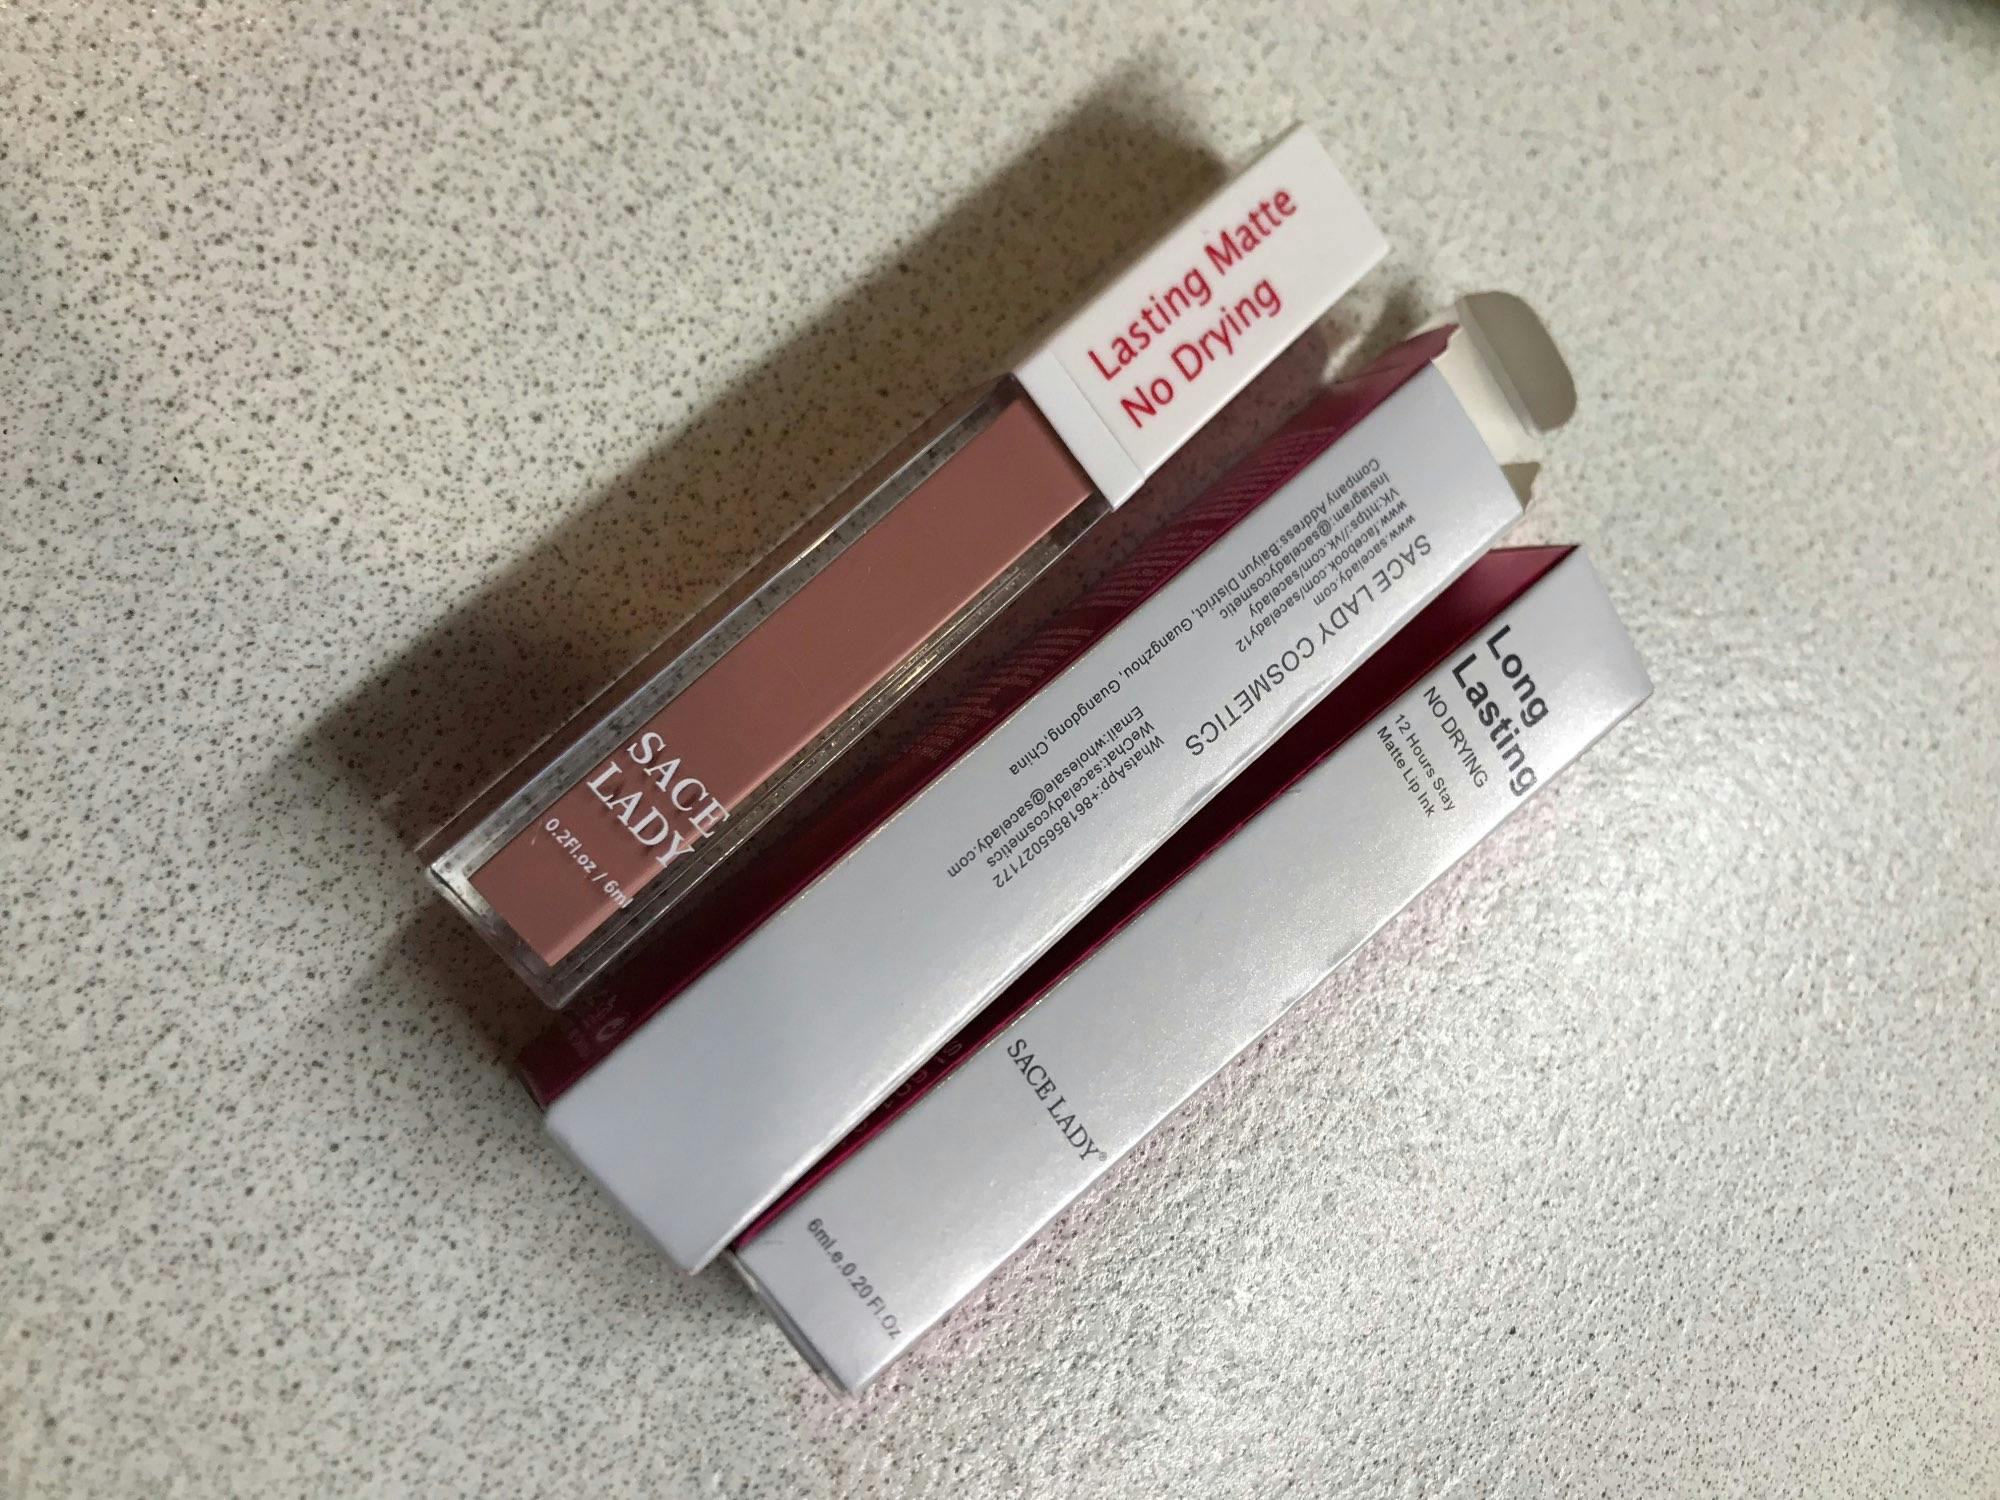 Lasting Matte
No Drying
SACE
LADY
0.2Fl.oz / 6ml
SACE LADY COSMETICS
www.sacelady.com
www.facebook.com/sacelady12
VK:https://vk.com/sacelady
Instagram:@saceladycosmetic
Company Address:Baiyun District, Guangzhou, Guangdong,China
WhatsApp:+8618565027172
WeChat:saceladycosmetics
Email:wholesale@sacelady.com
Long
Lasting
NO DRYING
12 Hours Stay
Matte Lip Ink
SACE LADY®
6ml.e.0.20 Fl.Oz